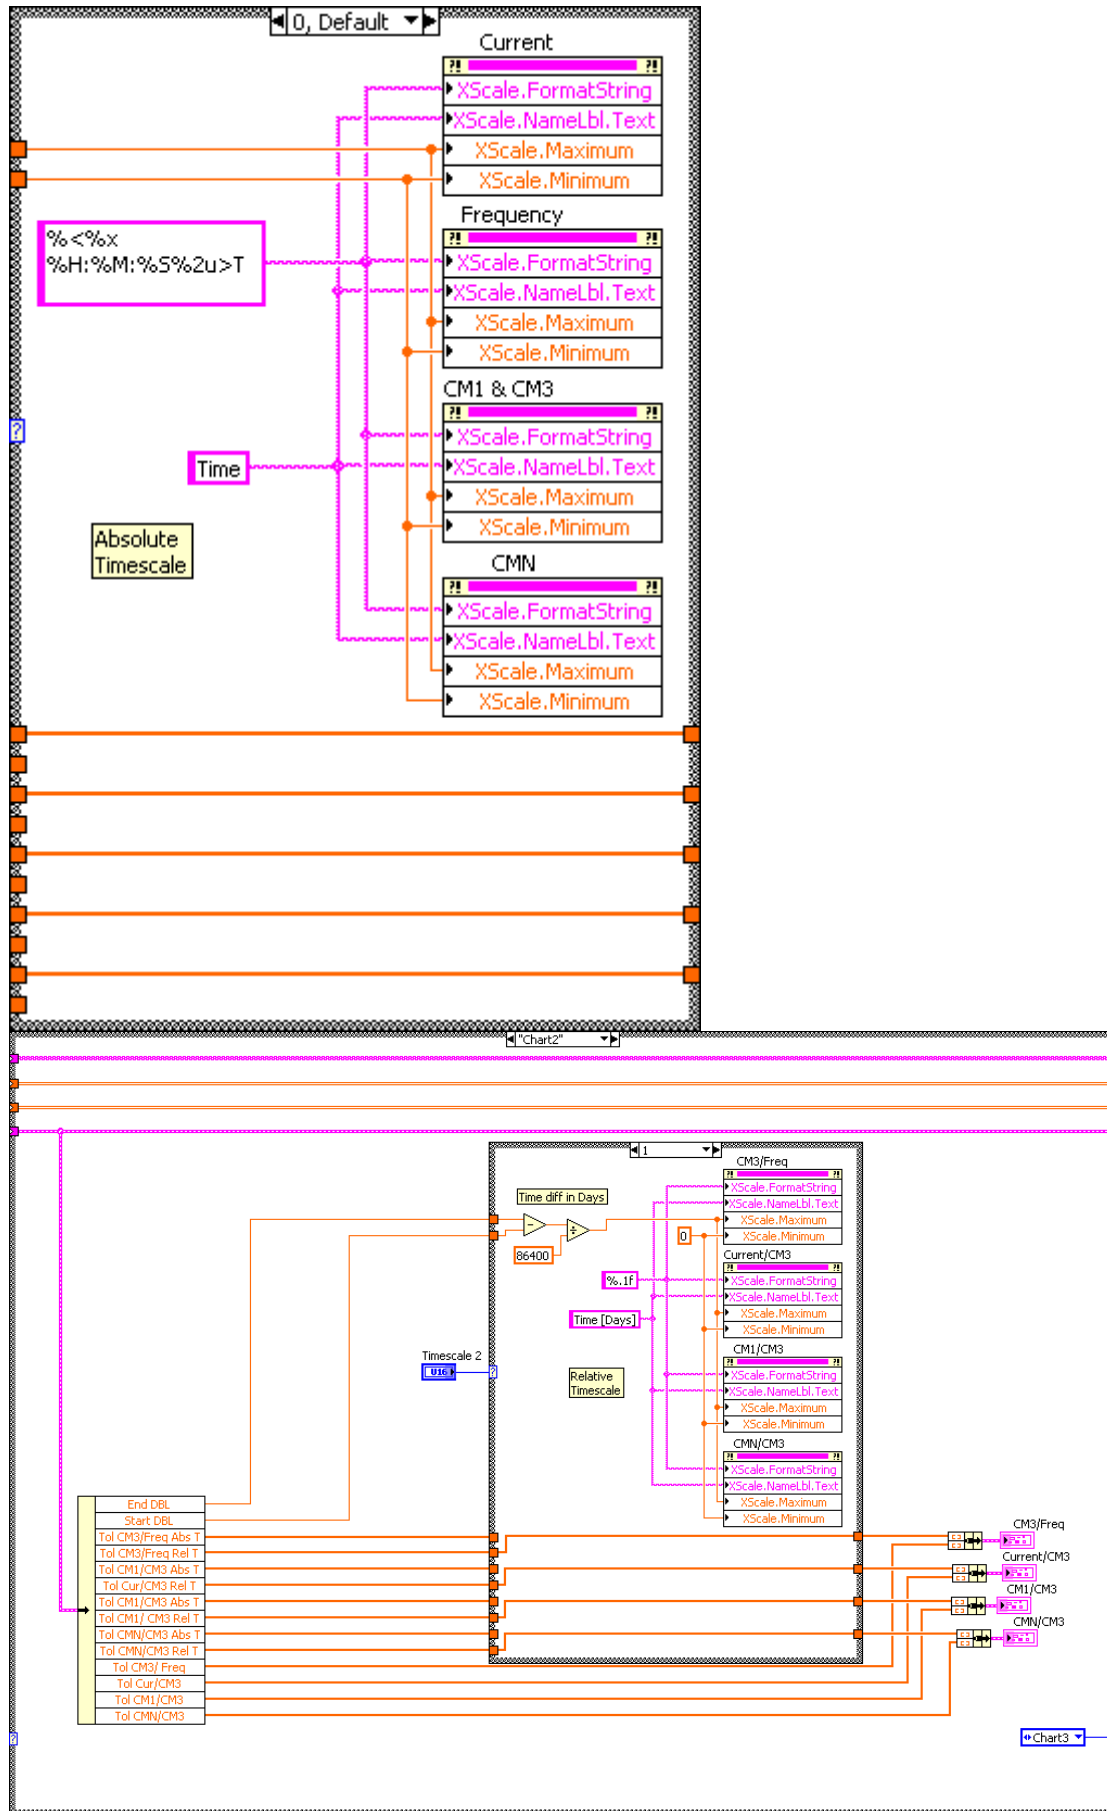 0, Default
Current
?!
?!
XScale.FormatString
XScale.NameLbl.Text
XScale.Maximum
XScale.Minimum
Frequency
?!
?!
XScale.FormatString
XScale.NameLbl.Text
XScale.Maximum
XScale.Minimum
%<%x
%H:%M:%S%2u>T
CM1 & CM3
?!
?!
XScale.FormatString
XScale.NameLbl.Text
XScale.Maximum
XScale.Minimum
?
Time
Absolute
Timescale
CMN
?!
?!
XScale.FormatString
XScale.NameLbl.Text
XScale.Maximum
XScale.Minimum
"Chart2"
1
CM3/Freq
?!
?!
XScale.FormatString
XScale.NameLbl.Text
XScale.Maximum
XScale.Minimum
Time diff in Days
-
÷
86400
0
Current/CM3
?!
?!
XScale.FormatString
XScale.NameLbl.Text
XScale.Maximum
XScale.Minimum
%.1f
Time [Days]
Timescale 2
U16
?
Relative
Timescale
CM1/CM3
?!
?!
XScale.FormatString
XScale.NameLbl.Text
XScale.Maximum
XScale.Minimum
CMN/CM3
?!
?!
XScale.FormatString
XScale.NameLbl.Text
XScale.Maximum
XScale.Minimum
End DBL
Start DBL
Tol CM3/Freq Abs T
Tol CM3/Freq Rel T
Tol CM1/CM3 Abs T
Tol Cur/CM3 Rel T
Tol CM1/CM3 Abs T
Tol CM1/ CM3 Rel T
Tol CMN/CM3 Abs T
Tol CMN/CM3 Rel T
Tol CM3/ Freq
Tol Cur/CM3
Tol CM1/CM3
Tol CMN/CM3
CM3/Freq
Current/CM3
CM1/CM3
CMN/CM3
?
Chart3